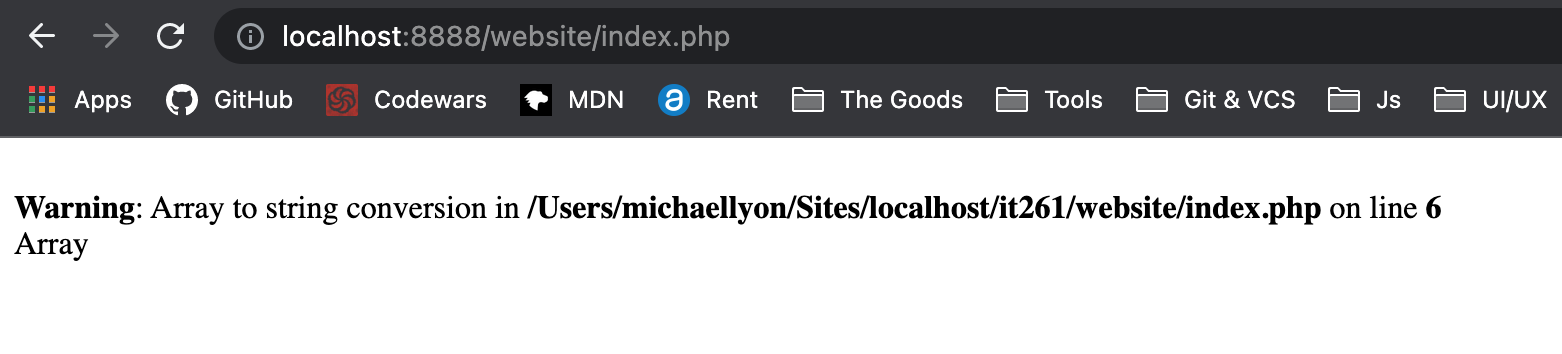 localhost:8888/website/index.php
Apps GitHub Codewars MDN Rent The Goods Tools Git & VCS Js UI/UX
Warning: Array to string conversion in /Users/michaellyon/Sites/localhost/it261/website/index.php on line 6
Array